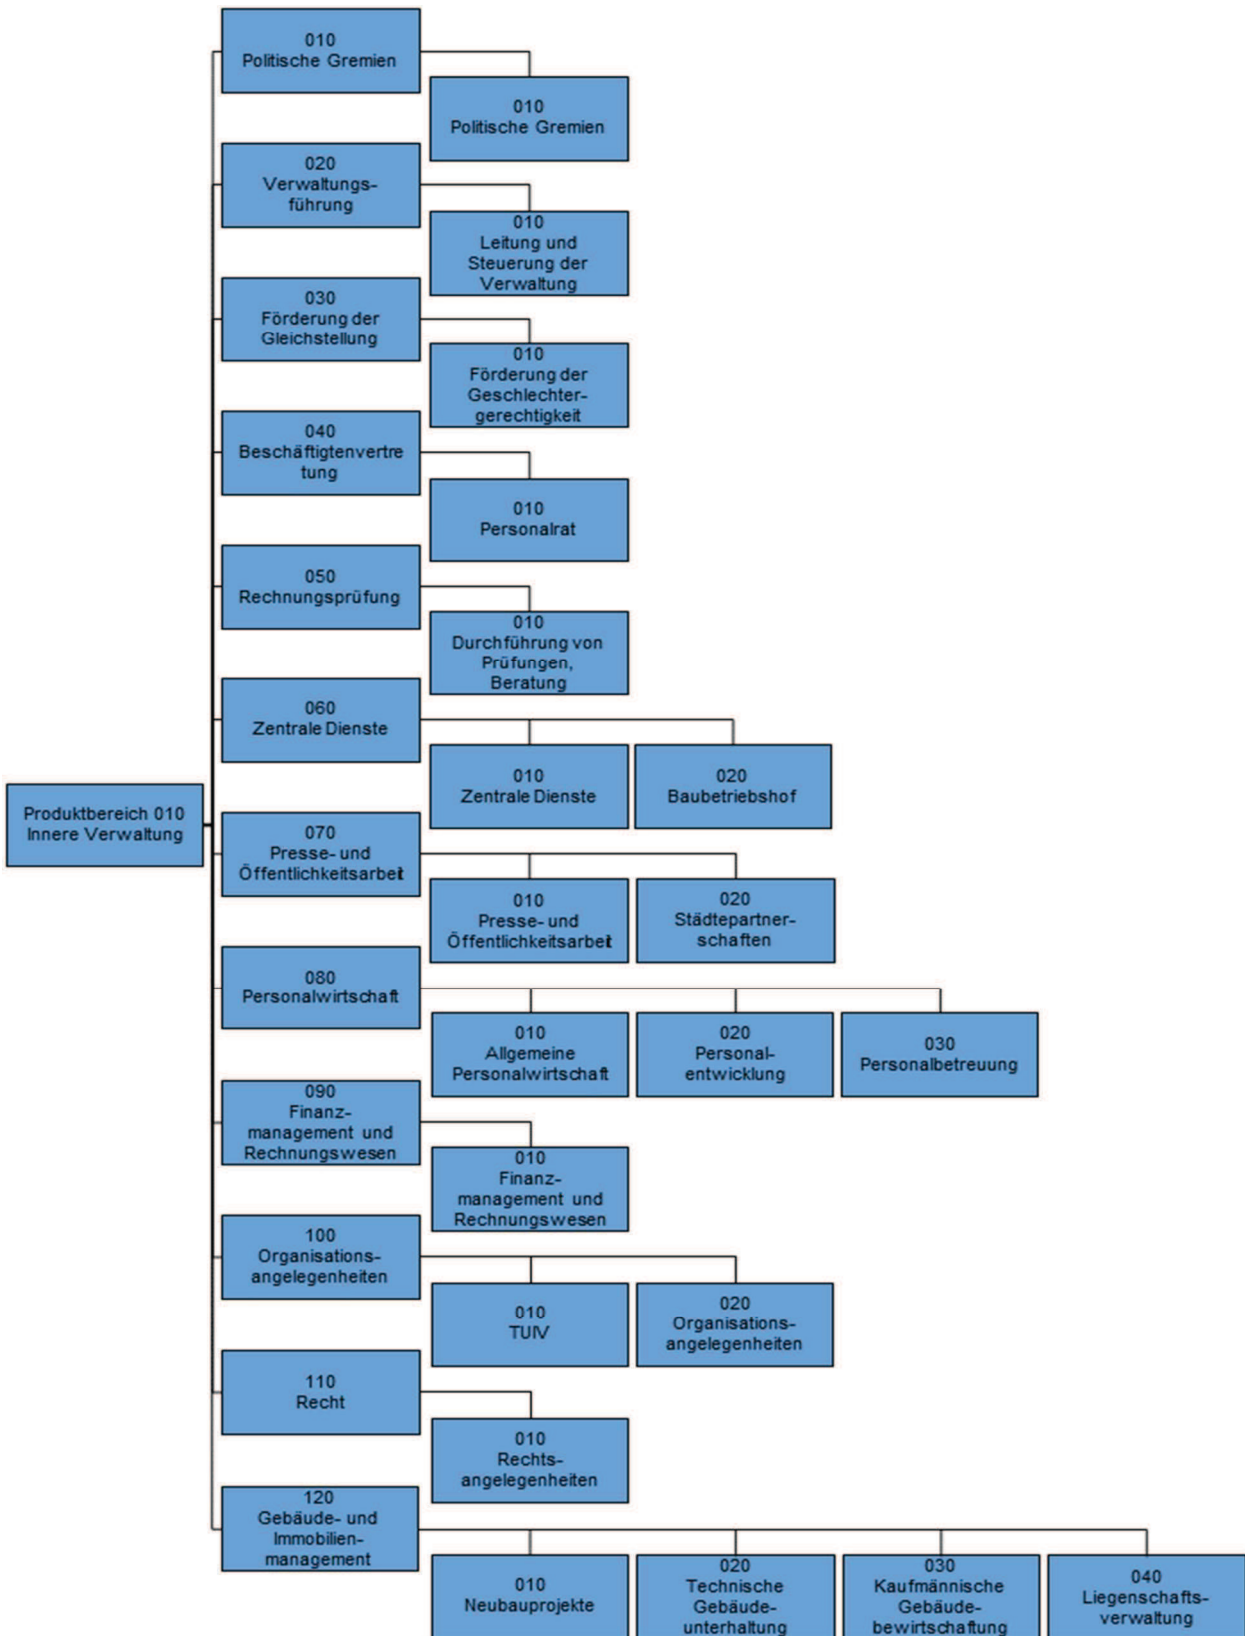 010
Politische Gremien
010
Politische Gremien
020
Verwaltungs-
führung
010
Leitung und
Steuerung der
Verwaltung
030
Förderung der
Gleichstellung
010
Förderung der
Geschlechter-
gerechtigkeit
040
Beschäftigtenvertre
tung
010
Personalrat
050
Rechnungsprüfung
010
Durchführung von
Prüfungen,
Beratung
060
Zentrale Dienste
010
Zentrale Dienste
020
Baubetriebshof
Produktbereich 010
Innere Verwaltung
070
Presse- und
Öffentlichkeitsarbeit
010
Presse- und
Öffentlichkeitsarbeit
020
Städtepartner-
schaften
080
Personalwirtschaft
010
Allgemeine
Personalwirtschaft
020
Personal-
entwicklung
030
Personalbetreuung
090
Finanz-
management und
Rechnungswesen
010
Finanz-
management und
Rechnungswesen
100
Organisations-
angelegenheiten
010
TUIV
020
Organisations-
angelegenheiten
110
Recht
010
Rechts-
angelegenheiten
120
Gebäude- und
Immobilien-
management
010
Neubauprojekte
020
Technische
Gebäude-
unterhaltung
030
Kaufmännische
Gebäude-
bewirtschaftung
040
Liegenschafts-
verwaltung